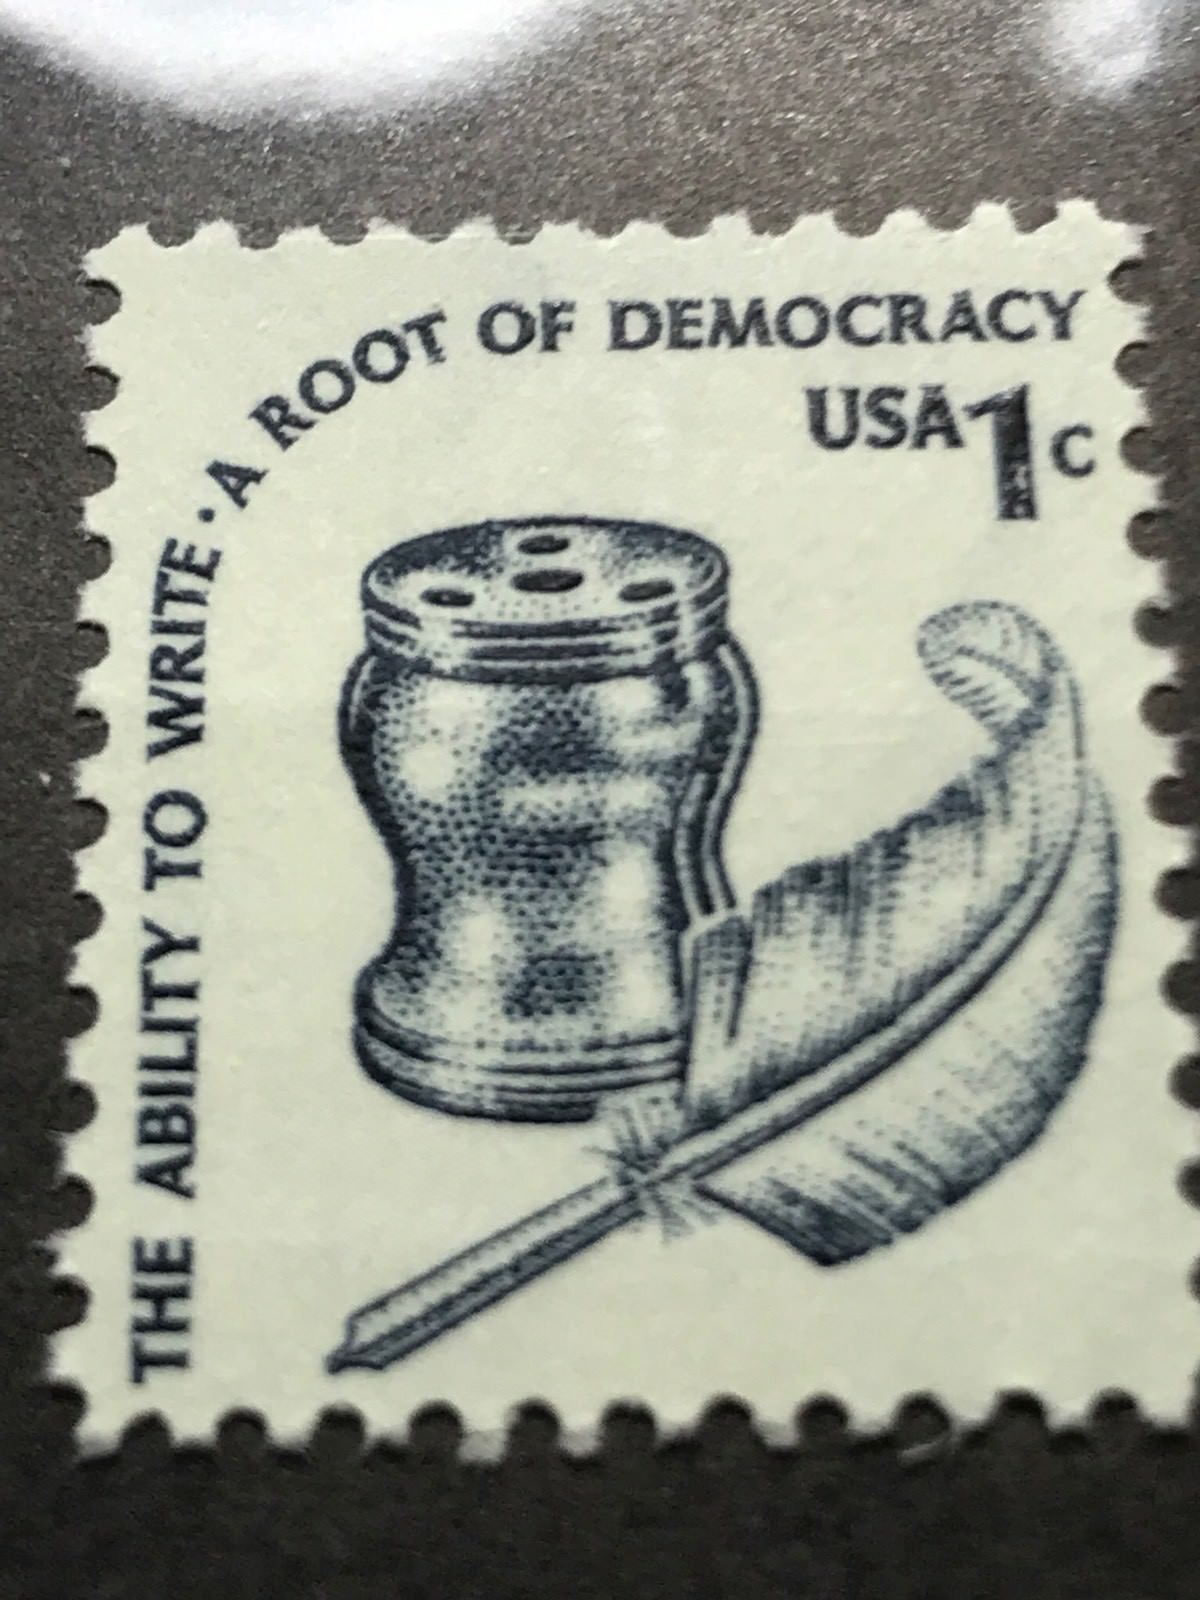 THE ABILITY TO WRITE · A ROOT OF DEMOCRACY
USA 1c